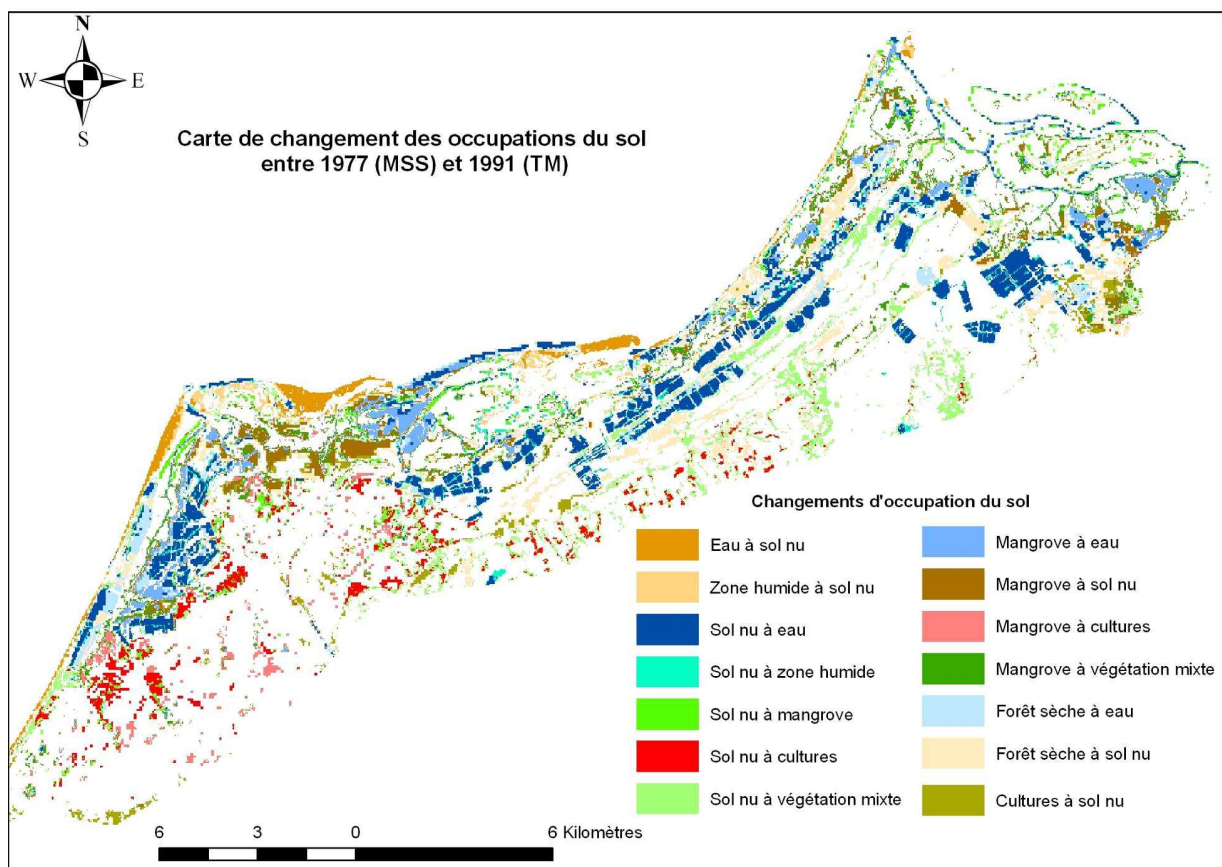 N
W
E
S
Carte de changement des occupations du sol
entre 1977 (MSS) et 1991 (TM)
Changements d'occupation du sol
Eau à sol nu
Zone humide à sol nu
Sol nu à eau
Sol nu à zone humide
Sol nu à mangrove
Sol nu à cultures
Sol nu à végétation mixte
Mangrove à eau
Mangrove à sol nu
Mangrove à cultures
Mangrove à végétation mixte
Forêt sèche à eau
Forêt sèche à sol nu
Cultures à sol nu
6 3 0 6 Kilomètres